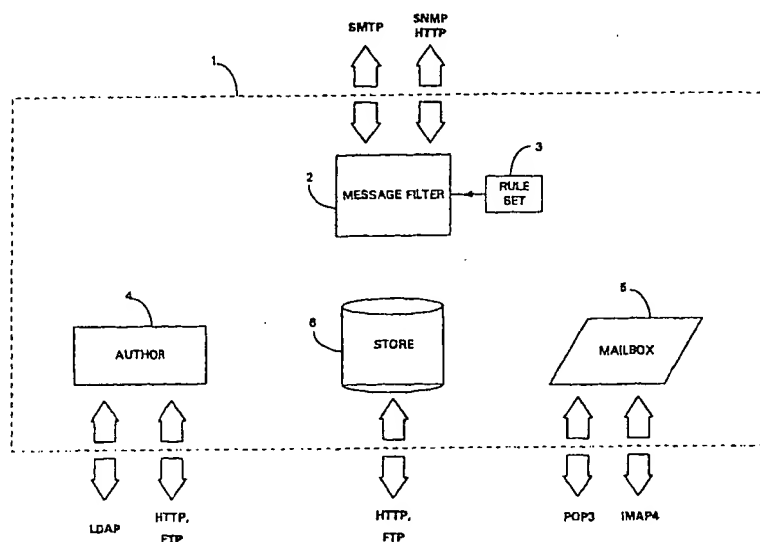 SMTP
SNMP
HTTP
1
3
2
MESSAGE FILTER
RULE
SET
4
6
5
AUTHOR
STORE
MAILBOX
LDAP
HTTP,
FTP
HTTP,
FTP
POP3
IMAP4